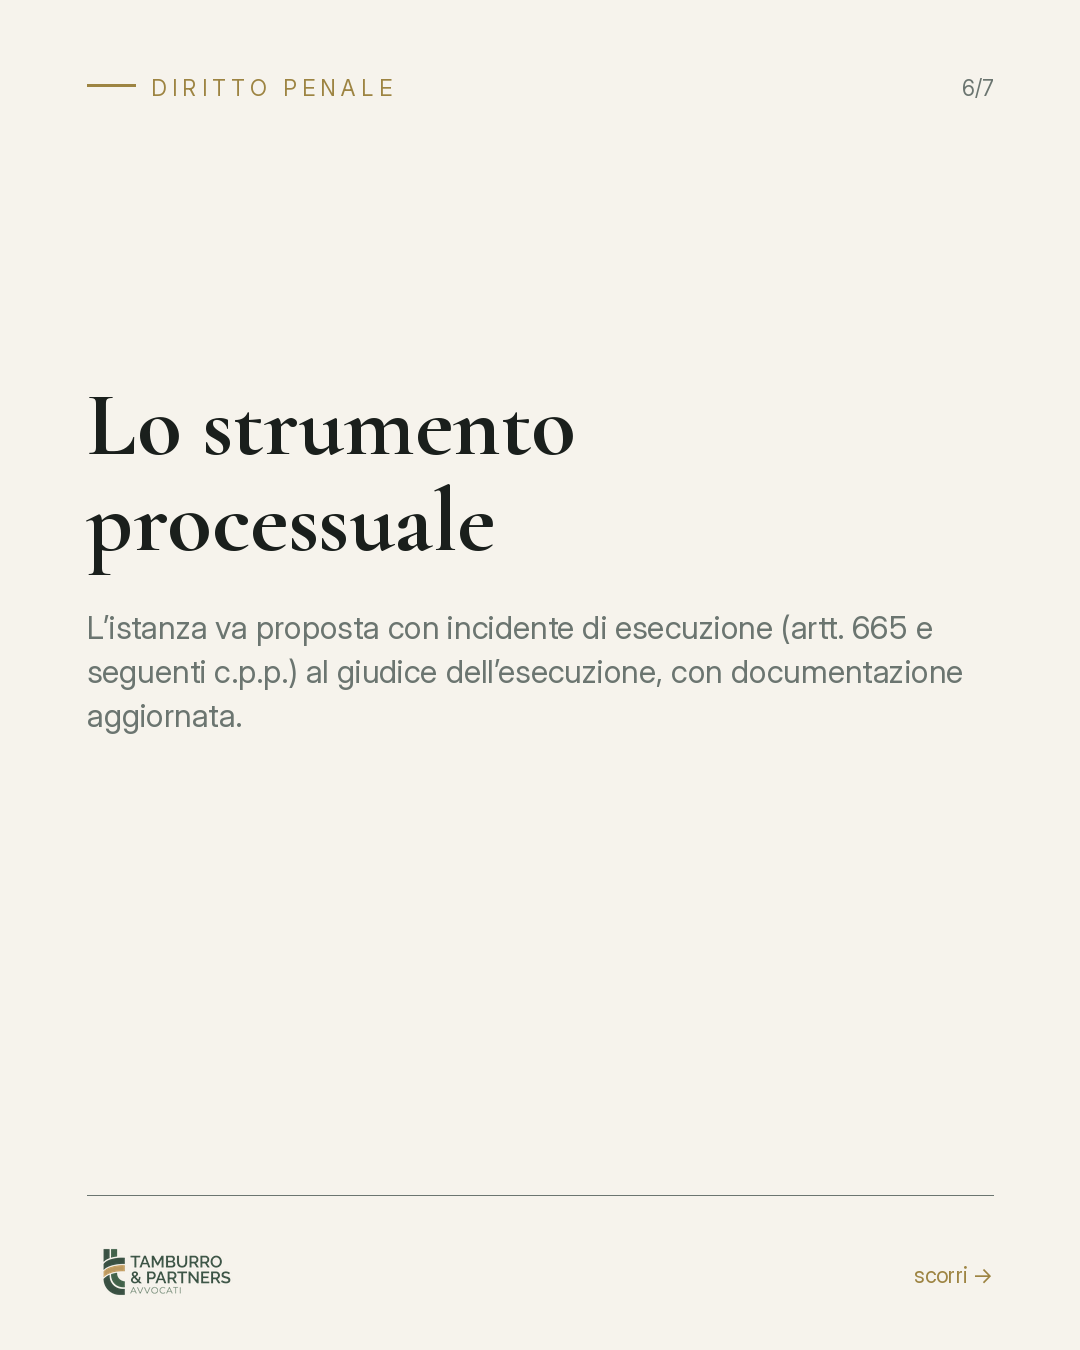 DIRITTO PENALE
6/7
Lo strumento
processuale
L’istanza va proposta con incidente di esecuzione (artt. 665 e
seguenti c.p.p.) al giudice dell’esecuzione, con documentazione
aggiornata.
TAMBURRO
& PARTNERS
AVVOCATI
scorri →